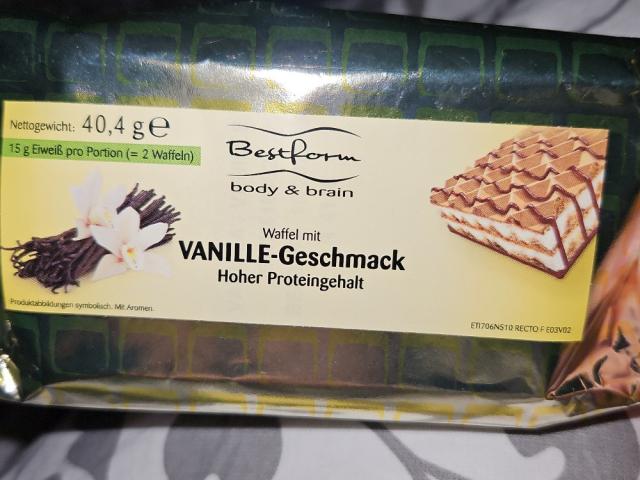 Nettogewicht: 40,4 g ℮
15 g Eiweiß pro Portion (= 2 Waffeln)
Bestform
body & brain
Waffel mit
VANILLE-Geschmack
Hoher Proteingehalt
Produktabbildungen symbolisch. Mit Aromen.
ETI706NS10 RECTO F E03V02